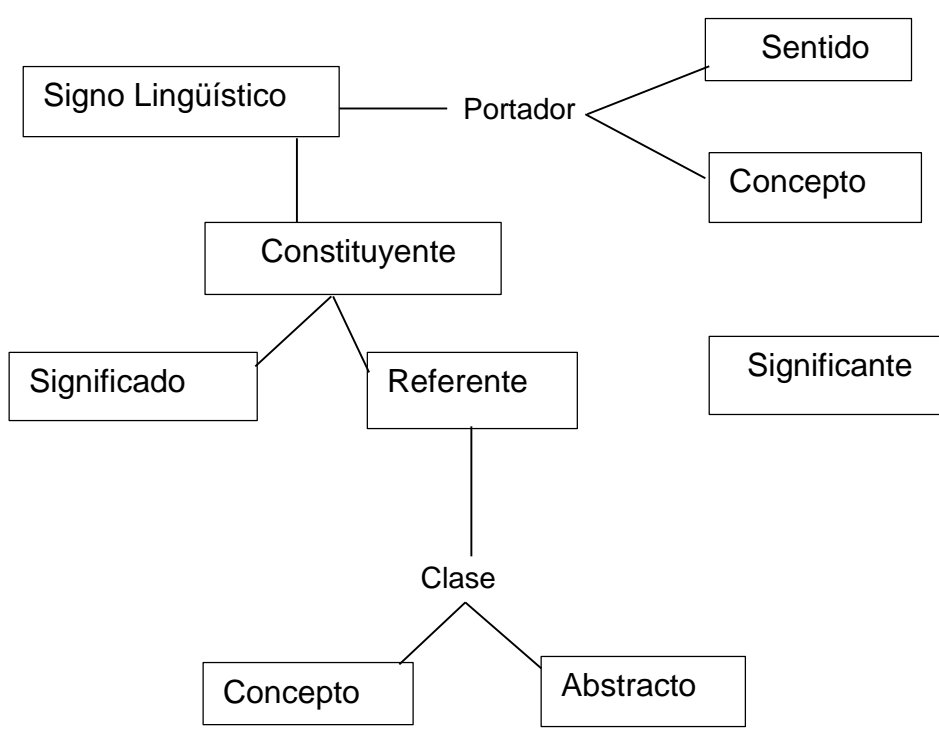 Sentido
Signo Lingüístico
Portador
Concepto
Constituyente
Significado
Referente
Significante
Clase
Concepto
Abstracto